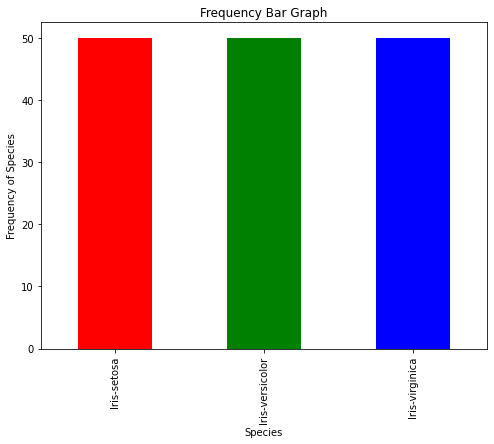 Frequency Bar Graph
50
40
30
20
10
0
Frequency of Species
Iris-setosa
Iris-versicolor
Iris-virginica
Species